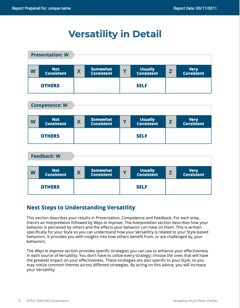 Report Prepared for: unique name
Report Date: 00/11/0011
Versatility in Detail
Presentation: W
W Not Consistent X Somewhat Consistent Y Usually Consistent Z Very Consistent
OTHERS SELF
Competence: W
W Not Consistent X Somewhat Consistent Y Usually Consistent Z Very Consistent
OTHERS SELF
Feedback: W
W Not Consistent X Somewhat Consistent Y Usually Consistent Z Very Consistent
OTHERS SELF
Next Steps to Understanding Versatility
This section describes your results in Presentation, Competence and Feedback. For each area,
there's an interpretation followed by Ways to Improve. The interpretation section describes how your
behavior is perceived by others and the effects your behavior can have on them. This is written
specifically for your Style so you can understand how your Versatility is related to your Style-based
behaviors. It provides you with insights into how others benefit from, or are challenged by, your
behaviors.
The Ways to Improve section provides specific strategies you can use to enhance your effectiveness
in each source of Versatility. You don't have to utilize every strategy; choose the ones that will have
the greatest impact on your effectiveness. These strategies are also specific to your Style, so you
may notice common themes across different strategies. By acting on this advice, you will increase
your Versatility.
©The TRACOM Corporation
Versatility Multi-Rater Profile